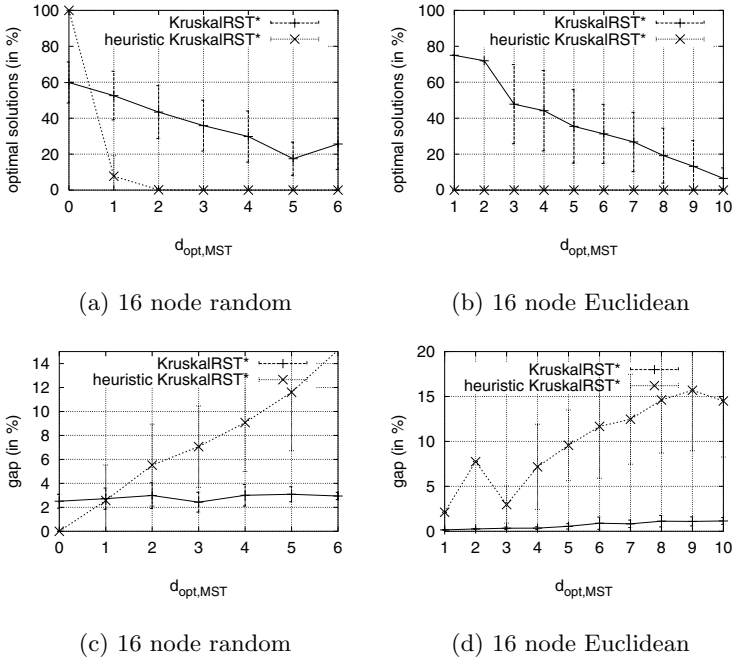 KruskalRST*
heuristic KruskalRST*
optimal solutions (in %)
100
80
60
40
20
0
0 1 2 3 4 5 6
d_opt,MST
(a) 16 node random
KruskalRST*
heuristic KruskalRST*
optimal solutions (in %)
100
80
60
40
20
0
1 2 3 4 5 6 7 8 9 10
d_opt,MST
(b) 16 node Euclidean
KruskalRST*
heuristic KruskalRST*
gap (in %)
14
12
10
8
6
4
2
0
0 1 2 3 4 5 6
d_opt,MST
(c) 16 node random
KruskalRST*
heuristic KruskalRST*
gap (in %)
20
15
10
5
0
1 2 3 4 5 6 7 8 9 10
d_opt,MST
(d) 16 node Euclidean